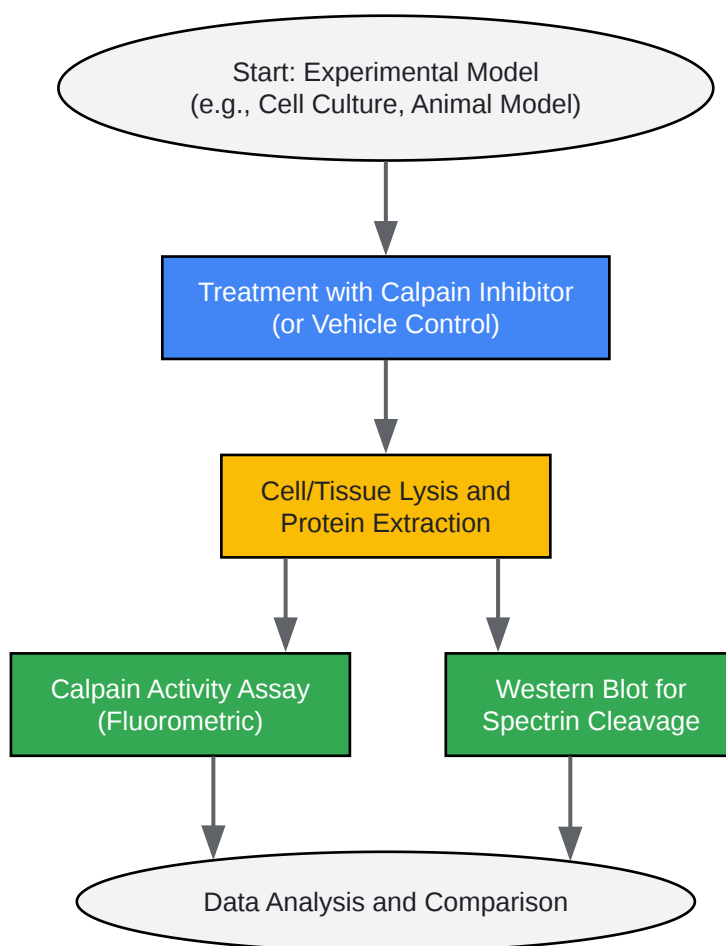 Start: Experimental Model
(e.g., Cell Culture, Animal Model)
Treatment with Calpain Inhibitor
(or Vehicle Control)
Cell/Tissue Lysis and
Protein Extraction
Calpain Activity Assay
(Fluorometric)
Western Blot for
Spectrin Cleavage
Data Analysis and Comparison